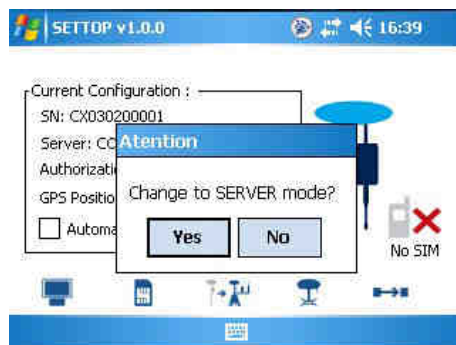 SETTOP v1.0.0
16:39
Current Configuration :
SN: CX030200001
Server: CO
Atention
Authorizati
Change to SERVER mode?
GPS Positio
Automa
Yes
No
No SIM